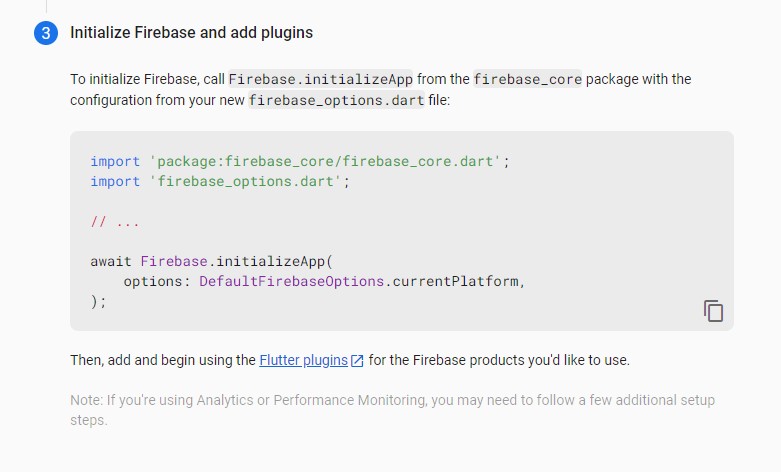 3 Initialize Firebase and add plugins
To initialize Firebase, call Firebase.initializeApp from the firebase_core package with the
configuration from your new firebase_options.dart file:
import 'package:firebase_core/firebase_core.dart';
import 'firebase_options.dart';
// ...
await Firebase.initializeApp(
    options: DefaultFirebaseOptions.currentPlatform,
);
Then, add and begin using the Flutter plugins for the Firebase products you'd like to use.
Note: If you're using Analytics or Performance Monitoring, you may need to follow a few additional setup
steps.